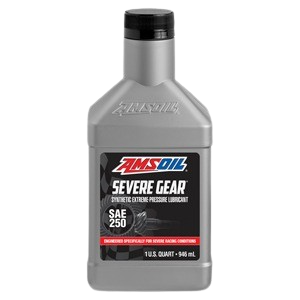 AMSOIL
AMSOIL
SEVERE GEAR®
SYNTHETIC EXTREME-PRESSURE LUBRICANT
SAE
250
ENGINEERED SPECIFICALLY FOR SEVERE RACING CONDITIONS
1 U.S. QUART • 946 mL